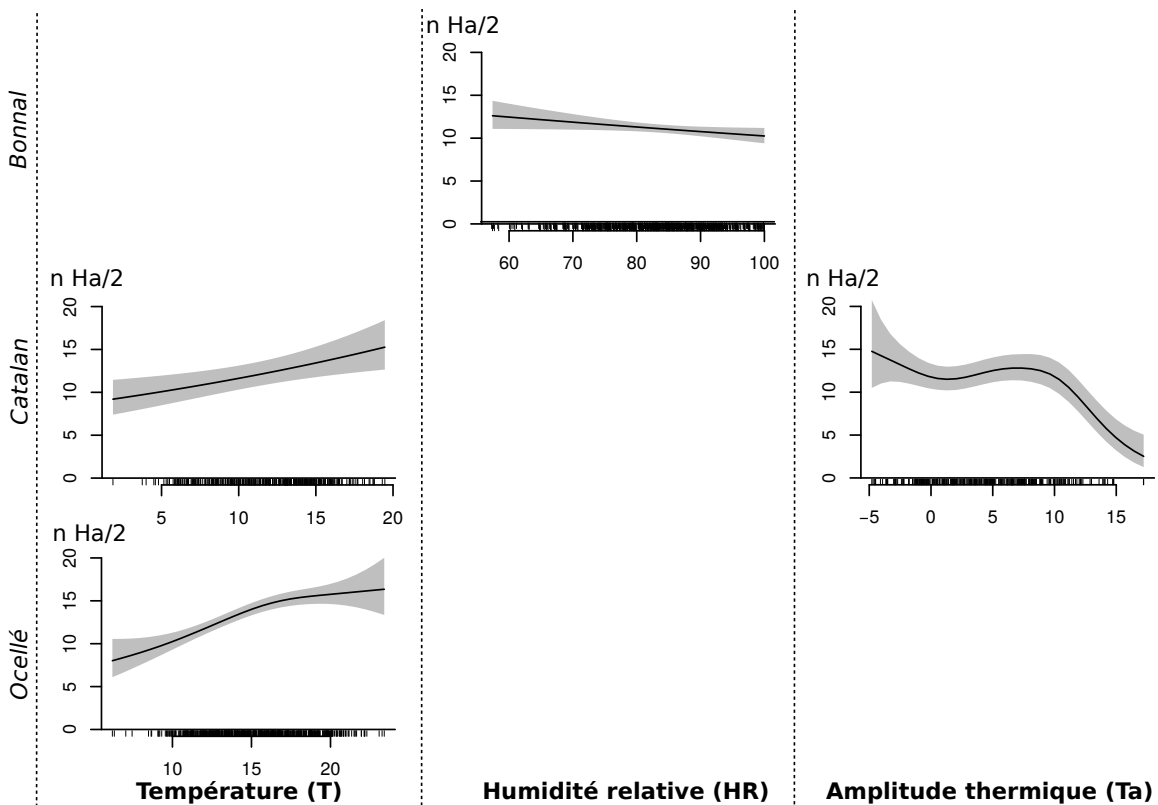 n Ha/2
Bonnal
20
15
10
5
0
60 70 80 90 100
n Ha/2
n Ha/2
Catalan
20
15
10
5
0
5 10 15 20
20
15
10
5
0
−5 0 5 10 15
n Ha/2
Ocellé
20
15
10
5
0
10 15 20
Température (T) Humidité relative (HR) Amplitude thermique (Ta)